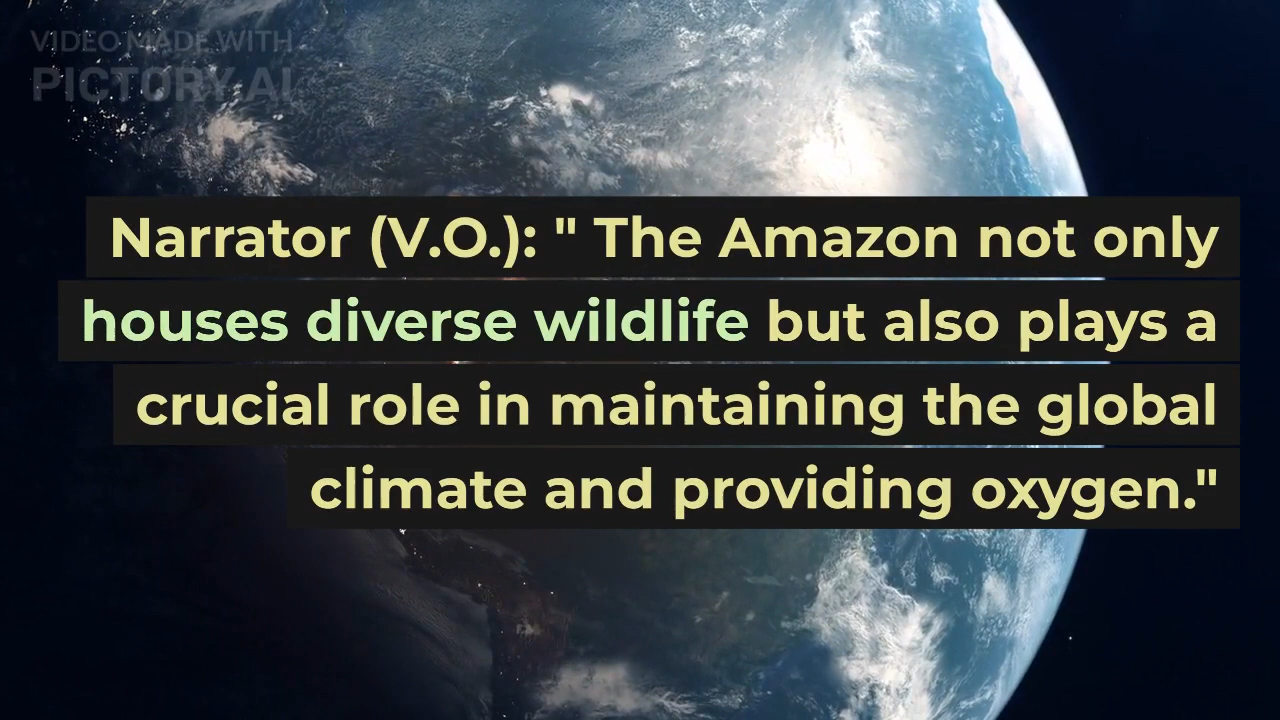 VIDEO MADE WITH
PICTORY.AI
Narrator (V.O.): " The Amazon not only
houses diverse wildlife but also plays a
crucial role in maintaining the global
climate and providing oxygen."